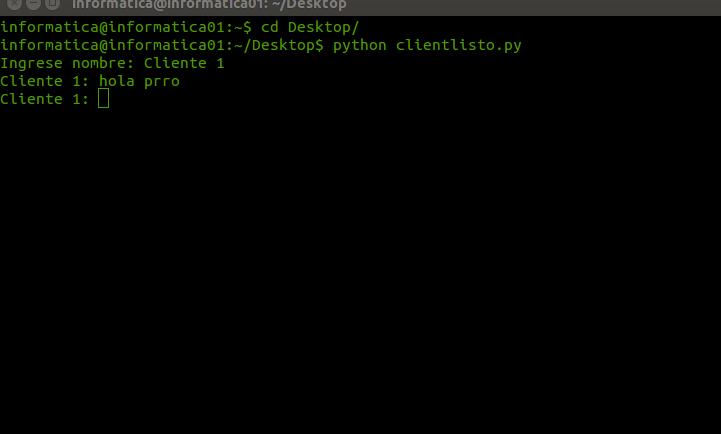 informatica@informatica01: ~/Desktop
informatica@informatica01:~$ cd Desktop/
informatica@informatica01:~/Desktop$ python clientlisto.py
Ingrese nombre: Cliente 1
Cliente 1: hola prro
Cliente 1: